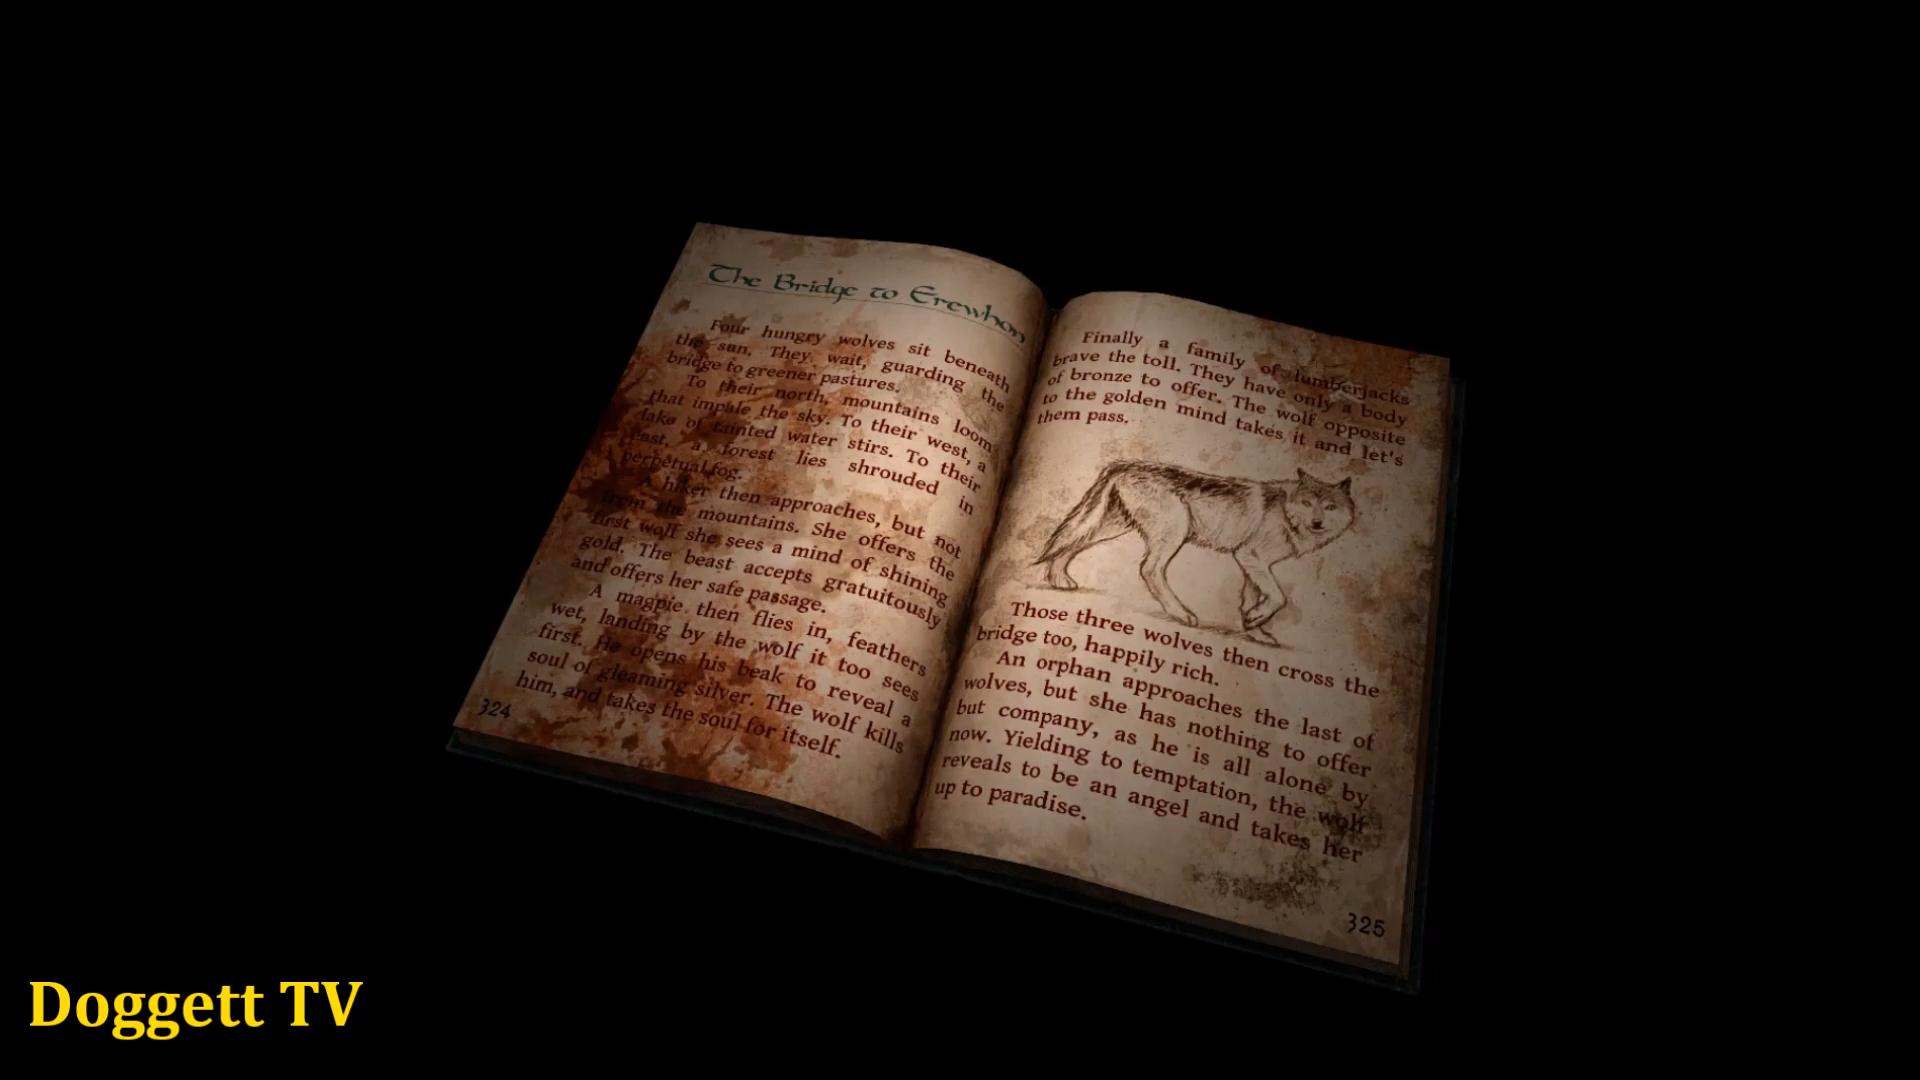 The Bridge to Erewhon
Four hungry wolves sit beneath
the sun. They wait, guarding the
bridge to greener pastures.
To their north, mountains loom
that impale the sky. To their west, a
lake of tainted water stirs. To their
east, a forest lies shrouded in
perpetual fog.
A hiker then approaches, but not
from the mountains. She offers the
first wolf she sees a mind of shining
gold. The beast accepts gratuitously
and offers her safe passage.
A magpie then flies in, feathers
wet, landing by the wolf it too sees
first. He opens his beak to reveal a
soul of gleaming silver. The wolf kills
him, and takes the soul for itself.
324
Finally a family of lumberjacks
brave the toll. They have only a body
of bronze to offer. The wolf opposite
to the golden mind takes it and let's
them pass.
Those three wolves then cross the
bridge too, happily rich.
An orphan approaches the last of
wolves, but she has nothing to offer
but company, as he is all alone by
now. Yielding to temptation, the wolf
reveals to be an angel and takes her
up to paradise.
325
Doggett TV